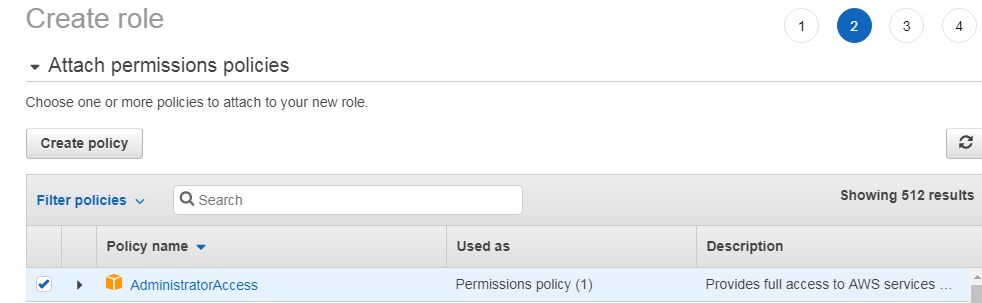 Create role
1 2 3 4
Attach permissions policies
Choose one or more policies to attach to your new role.
Create policy
Filter policies Search Showing 512 results
Policy name Used as Description
AdministratorAccess Permissions policy (1) Provides full access to AWS services ...